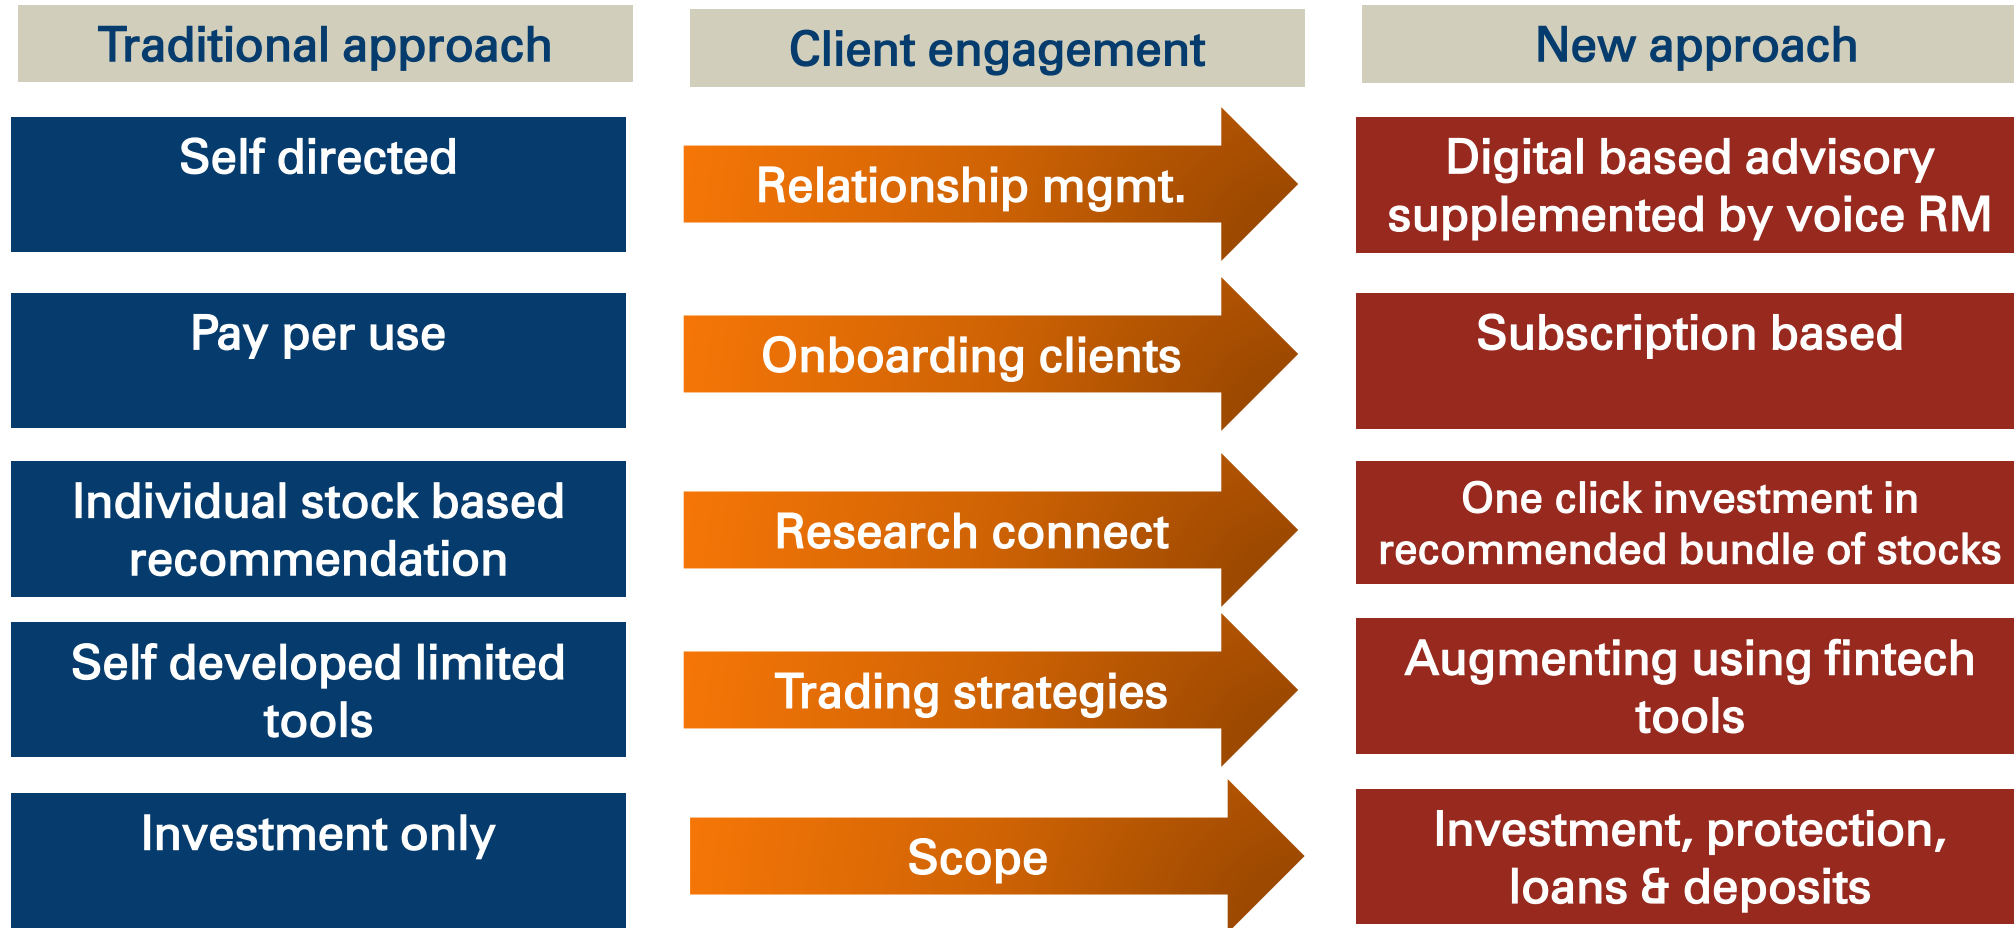 Traditional approach
Client engagement
New approach
Self directed
Relationship mgmt.
Digital based advisory
supplemented by voice RM
Pay per use
Onboarding clients
Subscription based
Individual stock based
recommendation
Research connect
One click investment in
recommended bundle of stocks
Self developed limited
tools
Trading strategies
Augmenting using fintech
tools
Investment only
Scope
Investment, protection,
loans & deposits